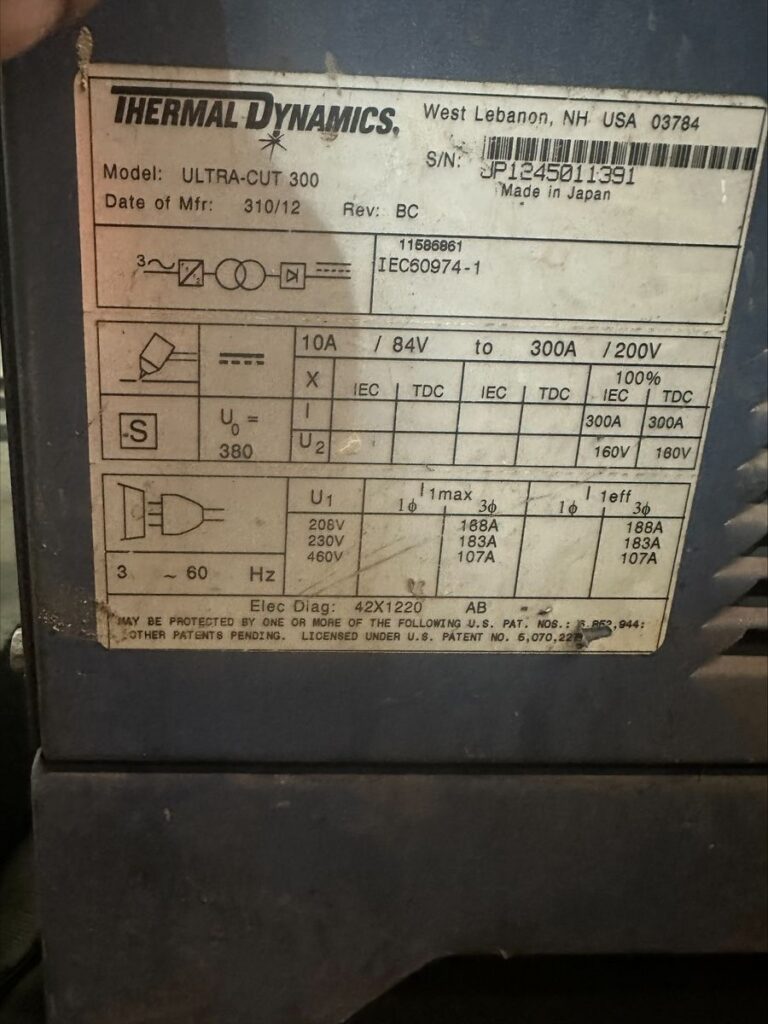 THERMAL DYNAMICS. West Lebanon, NH USA 03784
S/N: JP1245011391
Model: ULTRA-CUT 300
Made in Japan
Date of Mfr: 310/12 Rev: BC
11586861
3 IEC60974-1
10A / 84V to 300A / 200V
X 100%
IEC TDC IEC TDC IEC TDC
S U0 = I 300A 300A
380 U2 160V 160V
U1 I1max I1eff
1ϕ 3ϕ 1ϕ 3ϕ
208V 188A 188A
230V 183A 183A
460V 107A 107A
3 ~ 60 Hz
Elec Diag: 42X1220 AB
MAY BE PROTECTED BY ONE OR MORE OF THE FOLLOWING U.S. PAT. NOS.:
OTHER PATENTS PENDING. LICENSED UNDER U.S. PATENT NO.